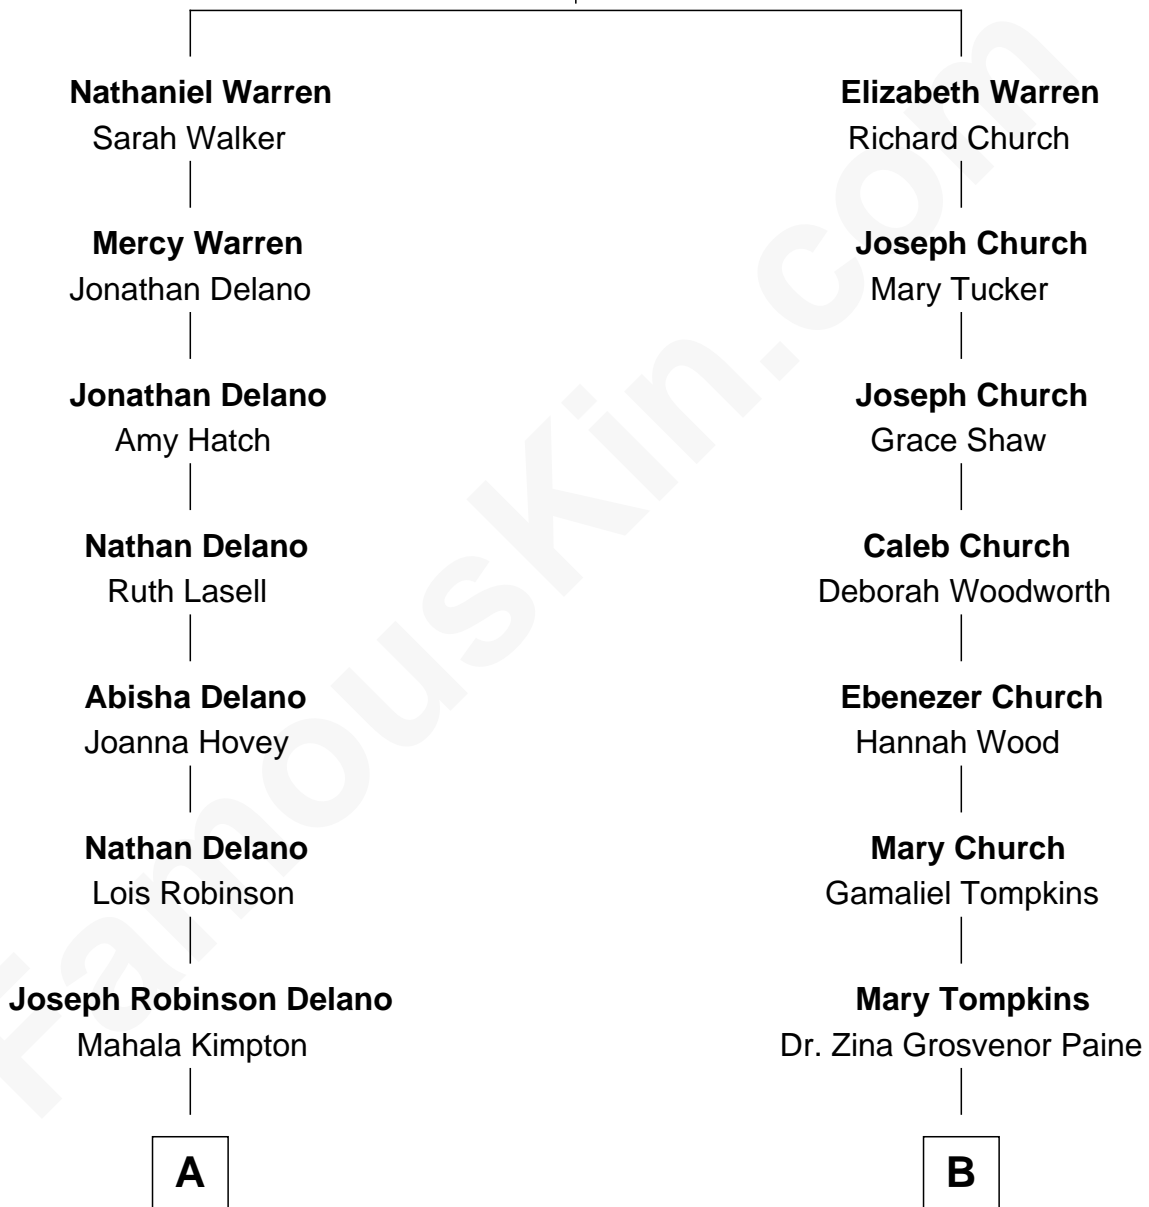 Nathaniel Warren
Sarah Walker
Mercy Warren
Jonathan Delano
Jonathan Delano
Amy Hatch
Nathan Delano
Ruth Lasell
Abisha Delano
Joanna Hovey
Nathan Delano
Lois Robinson
Joseph Robinson Delano
Mahala Kimpton
A
Elizabeth Warren
Richard Church
Joseph Church
Mary Tucker
Joseph Church
Grace Shaw
Caleb Church
Deborah Woodworth
Ebenezer Church
Hannah Wood
Mary Church
Gamaliel Tompkins
Mary Tompkins
Dr. Zina Grosvenor Paine
B
FamousKin.com